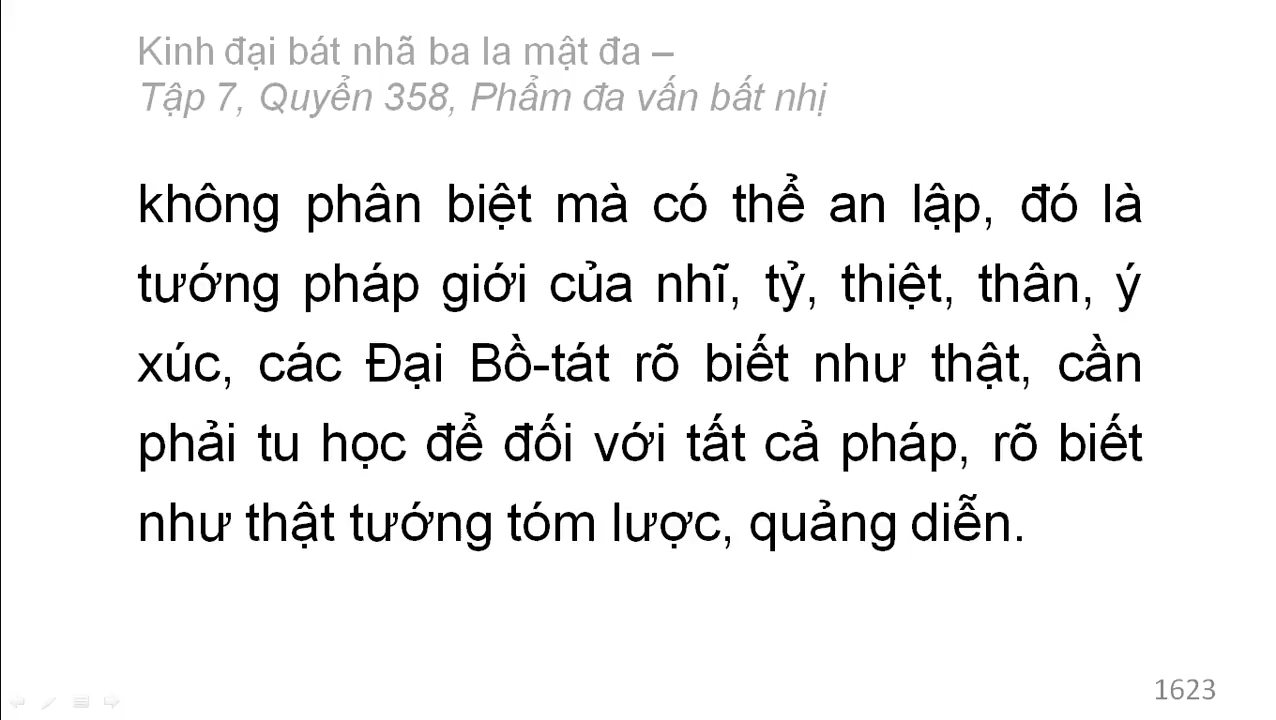 Kinh đại bát nhã ba la mật đa –
Tập 7, Quyển 358, Phẩm đa vấn bất nhị
không phân biệt mà có thể an lập, đó là
tướng pháp giới của nhĩ, tỷ, thiệt, thân, ý
xúc, các Đại Bồ-tát rõ biết như thật, cần
phải tu học để đối với tất cả pháp, rõ biết
như thật tướng tóm lược, quảng diễn.
1623